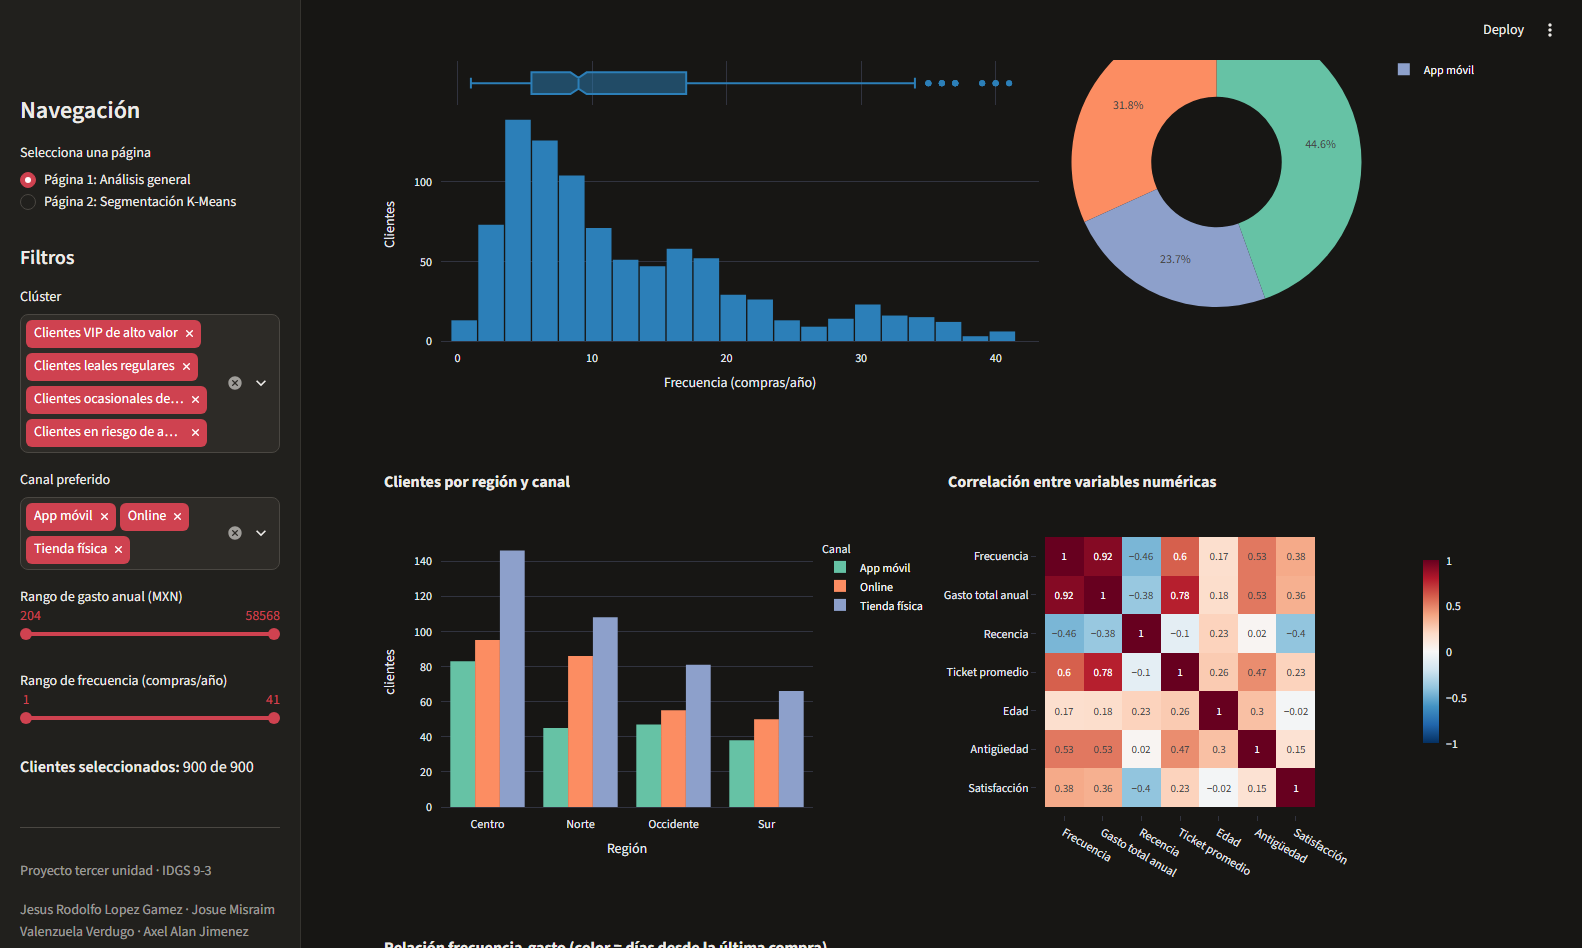 Deploy
Navegación
Selecciona una página
Página 1: Análisis general
Página 2: Segmentación K-Means
Filtros
Clúster
Clientes VIP de alto valor ×
Clientes leales regulares ×
Clientes ocasionales de... ×
Clientes en riesgo de a... ×
Canal preferido
App móvil × Online ×
Tienda física ×
Rango de gasto anual (MXN)
204 58568
Rango de frecuencia (compras/año)
1 41
Clientes seleccionados: 900 de 900
Proyecto tercer unidad · IDGS 9-3
Jesus Rodolfo Lopez Gamez · Josue Misraim
Valenzuela Verdugo · Axel Alan Jimenez
Clientes
100
50
0
0 10 20 30 40
Frecuencia (compras/año)
App móvil
31.8%
44.6%
23.7%
Clientes por región y canal
clientes
140
120
100
80
60
40
20
0
Centro Norte Occidente Sur
Región
Canal
App móvil
Online
Tienda física
Correlación entre variables numéricas
Frecuencia 1 0.92 −0.46 0.6 0.17 0.53 0.38
Gasto total anual 0.92 1 −0.38 0.78 0.18 0.53 0.36
Recencia −0.46 −0.38 1 −0.1 0.23 0.02 −0.4
Ticket promedio 0.6 0.78 −0.1 1 0.26 0.47 0.23
Edad 0.17 0.18 0.23 0.26 1 0.3 −0.02
Antigüedad 0.53 0.53 0.02 0.47 0.3 1 0.15
Satisfacción 0.38 0.36 −0.4 0.23 −0.02 0.15 1
Frecuencia
Gasto total anual
Recencia
Ticket promedio
Edad
Antigüedad
Satisfacción
1
0.5
0
−0.5
−1
Relación frecuencia-gasto (color = días desde la última compra)